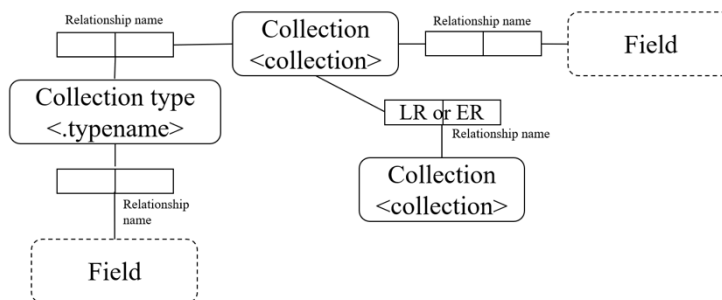 Relationship name
Collection
<collection>
Relationship name
Field
Collection type
<.typename>
LR or ER
Relationship name
Collection
<collection>
Relationship
name
Field